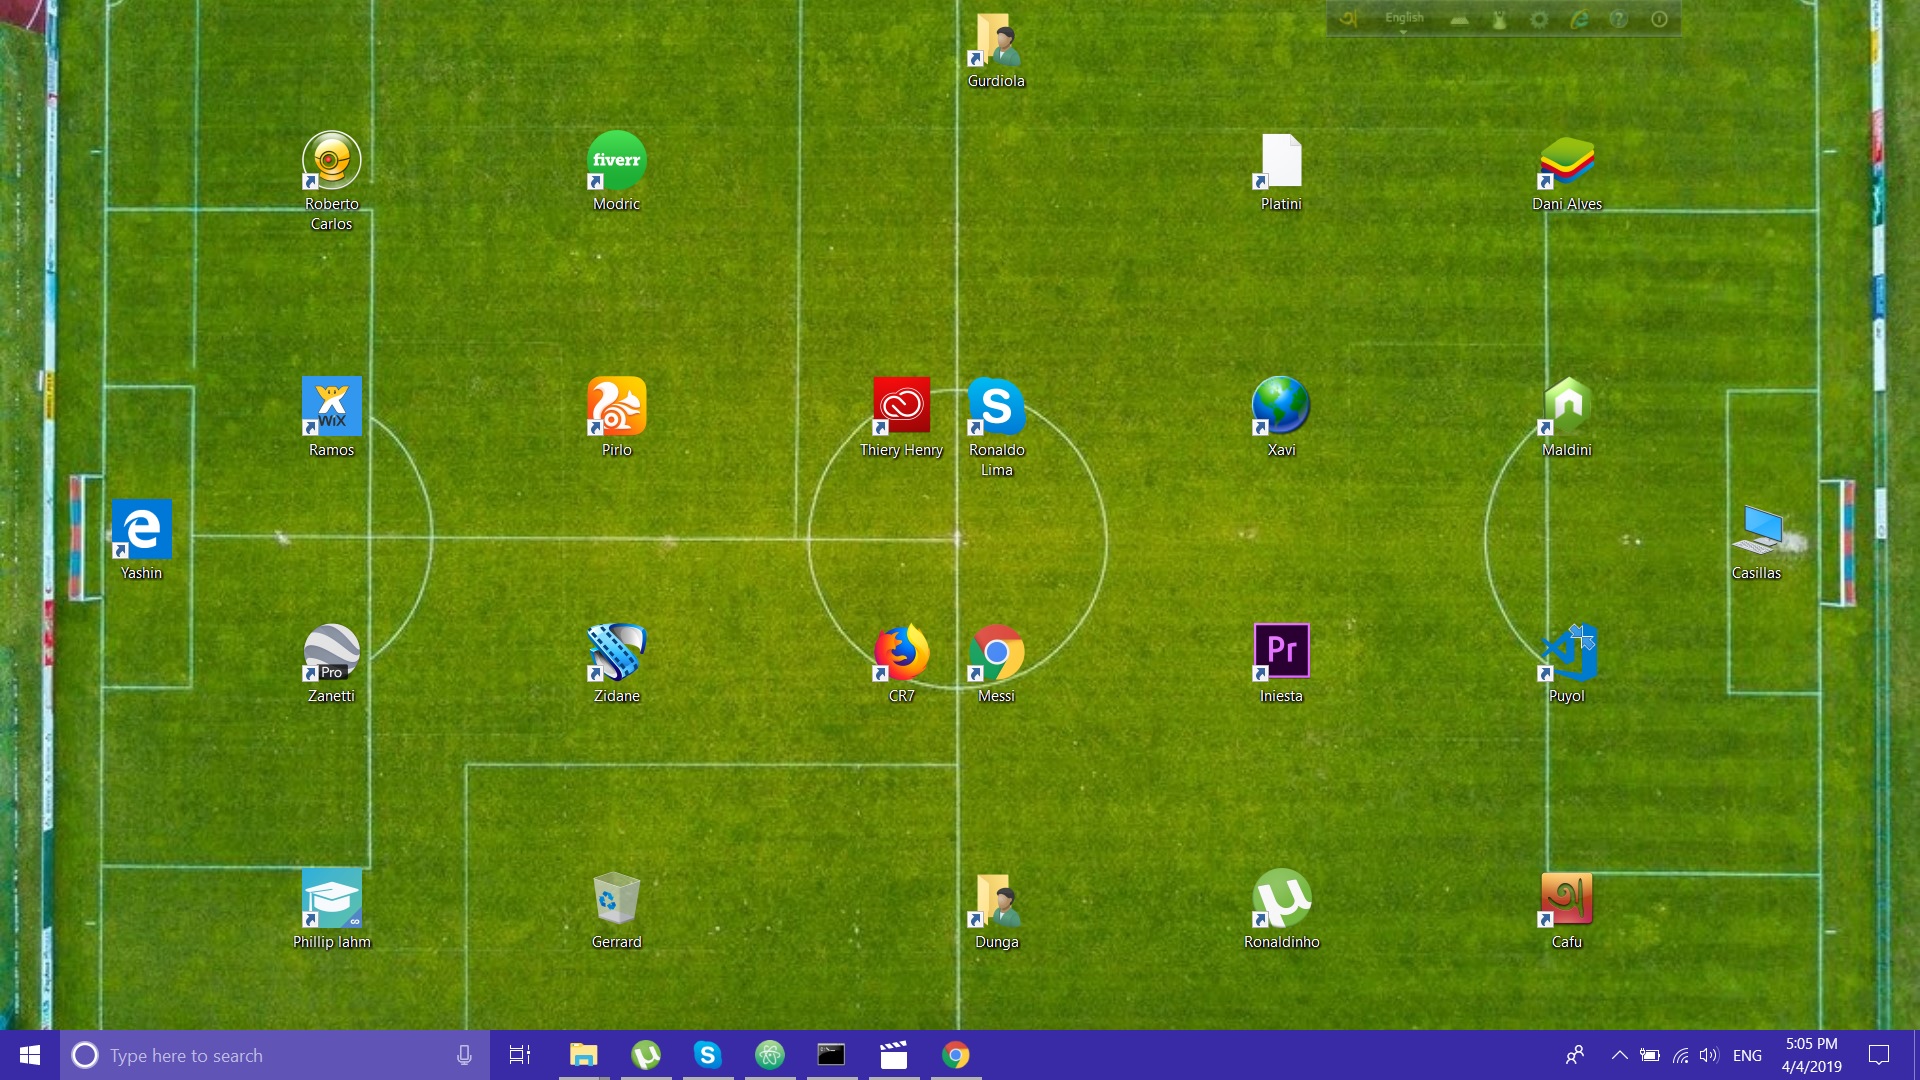 English
Gurdiola
Roberto
Carlos
fiverr
Modric
Platini
Dani Alves
WiX
Ramos
Pirlo
Thiery Henry
S
Ronaldo
Lima
Xavi
Maldini
e
Yashin
Casillas
Pro
Zanetti
Zidane
CR7
Messi
Pr
Iniesta
Puyol
Phillip lahm
Gerrard
Dunga
µ
Ronaldinho
অ
Cafu
Type here to search
ENG
5:05 PM
4/4/2019